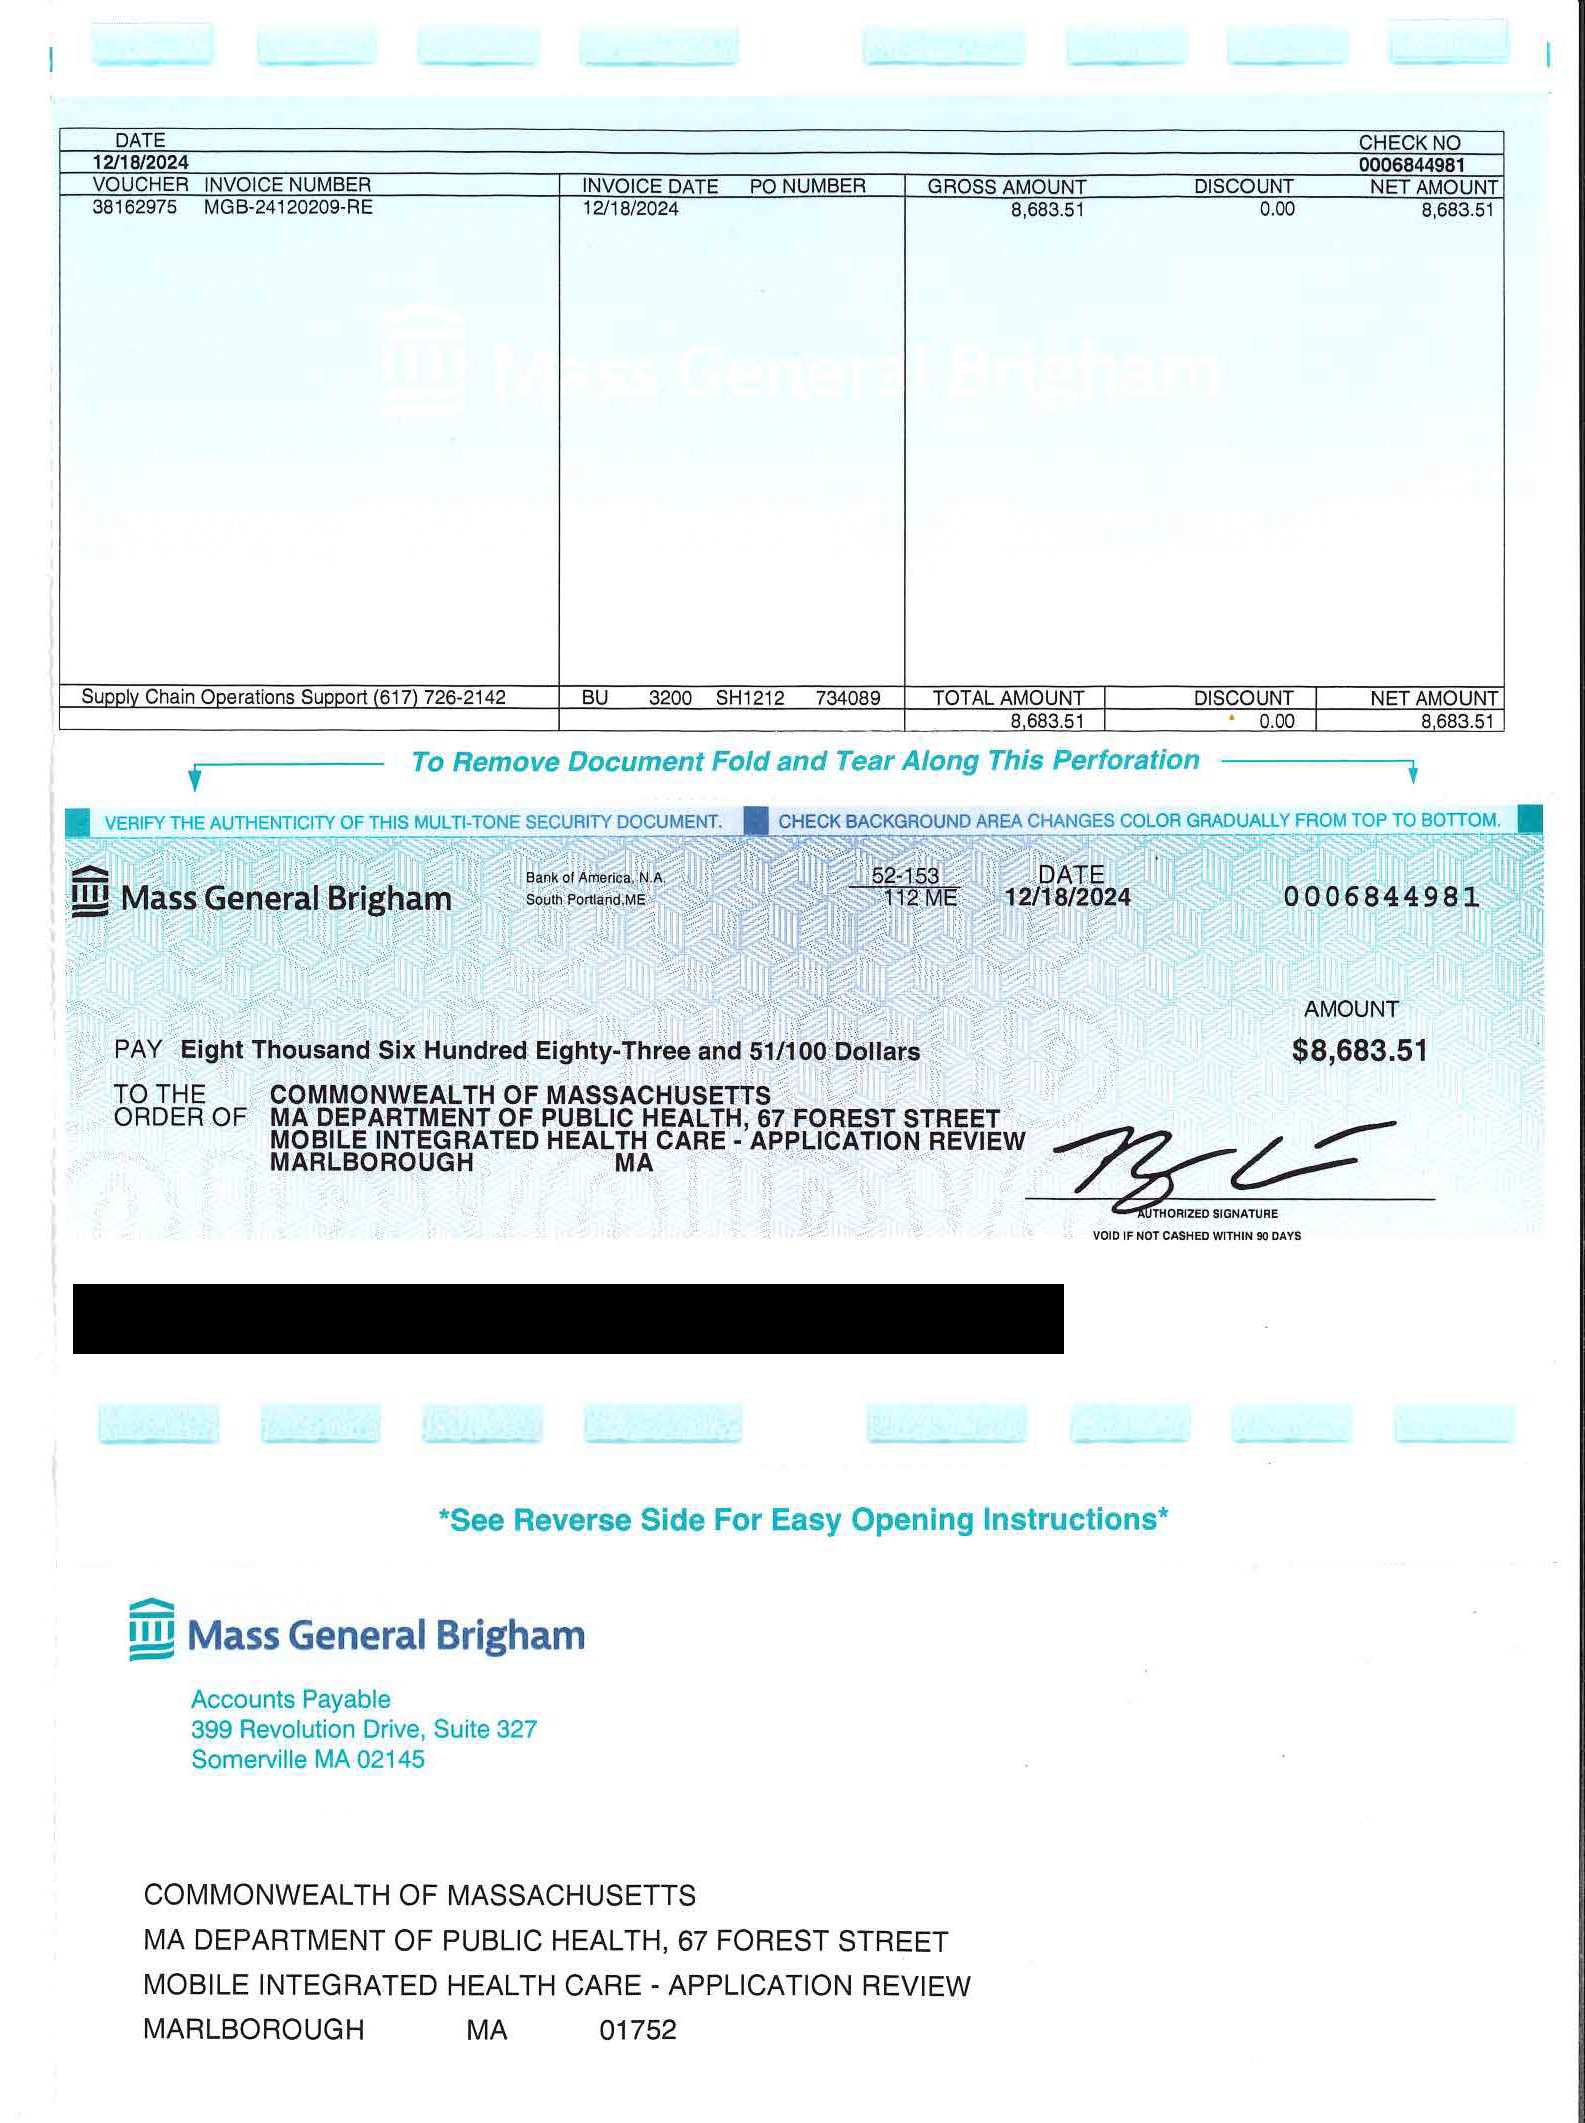 DATE CHECK NO
12/18/2024 0006844981
VOUCHER INVOICE NUMBER INVOICE DATE PO NUMBER GROSS AMOUNT DISCOUNT NET AMOUNT
38162975 MGB-24120209-RE 12/18/2024 8,683.51 0.00 8,683.51
Mass General Brigham
Supply Chain Operations Support (617) 726-2142 BU 3200 SH1212 734089 TOTAL AMOUNT DISCOUNT NET AMOUNT
8,683.51 0.00 8,683.51
To Remove Document Fold and Tear Along This Perforation
VERIFY THE AUTHENTICITY OF THIS MULTI-TONE SECURITY DOCUMENT. CHECK BACKGROUND AREA CHANGES COLOR GRADUALLY FROM TOP TO BOTTOM.
Mass General Brigham Bank of America, N.A. 52-153 DATE
South Portland,ME 112 ME 12/18/2024 0006844981
AMOUNT
PAY Eight Thousand Six Hundred Eighty-Three and 51/100 Dollars $8,683.51
TO THE COMMONWEALTH OF MASSACHUSETTS
ORDER OF MA DEPARTMENT OF PUBLIC HEALTH, 67 FOREST STREET
MOBILE INTEGRATED HEALTH CARE - APPLICATION REVIEW
MARLBOROUGH MA
AUTHORIZED SIGNATURE
VOID IF NOT CASHED WITHIN 90 DAYS
*See Reverse Side For Easy Opening Instructions*
Mass General Brigham
Accounts Payable
399 Revolution Drive, Suite 327
Somerville MA 02145
COMMONWEALTH OF MASSACHUSETTS
MA DEPARTMENT OF PUBLIC HEALTH, 67 FOREST STREET
MOBILE INTEGRATED HEALTH CARE - APPLICATION REVIEW
MARLBOROUGH MA 01752